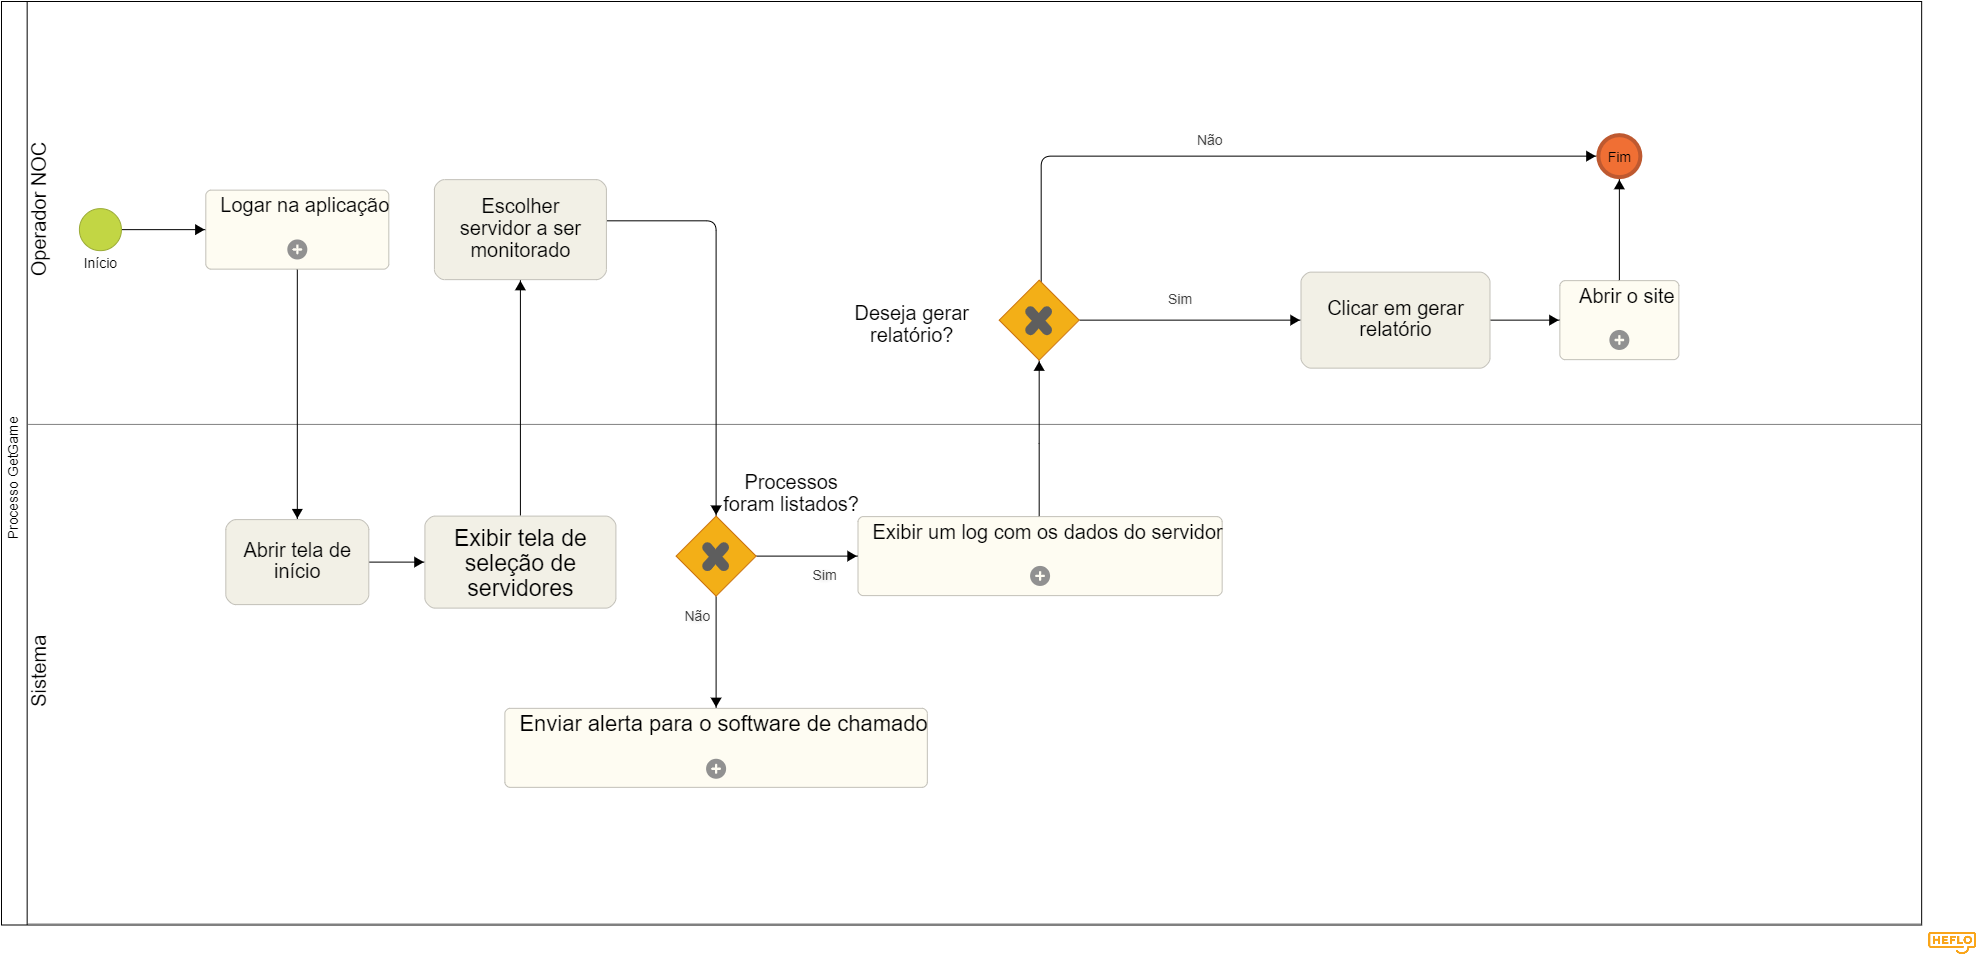 Processo GetGame
Operador NOC
Início
Logar na aplicação
Escolher
servidor a ser
monitorado
Deseja gerar
relatório?
Não
Sim
Clicar em gerar
relatório
Abrir o site
Fim
Sistema
Abrir tela de
início
Exibir tela de
seleção de
servidores
Processos
foram listados?
Sim
Não
Exibir um log com os dados do servidor
Enviar alerta para o software de chamado
HEFLO